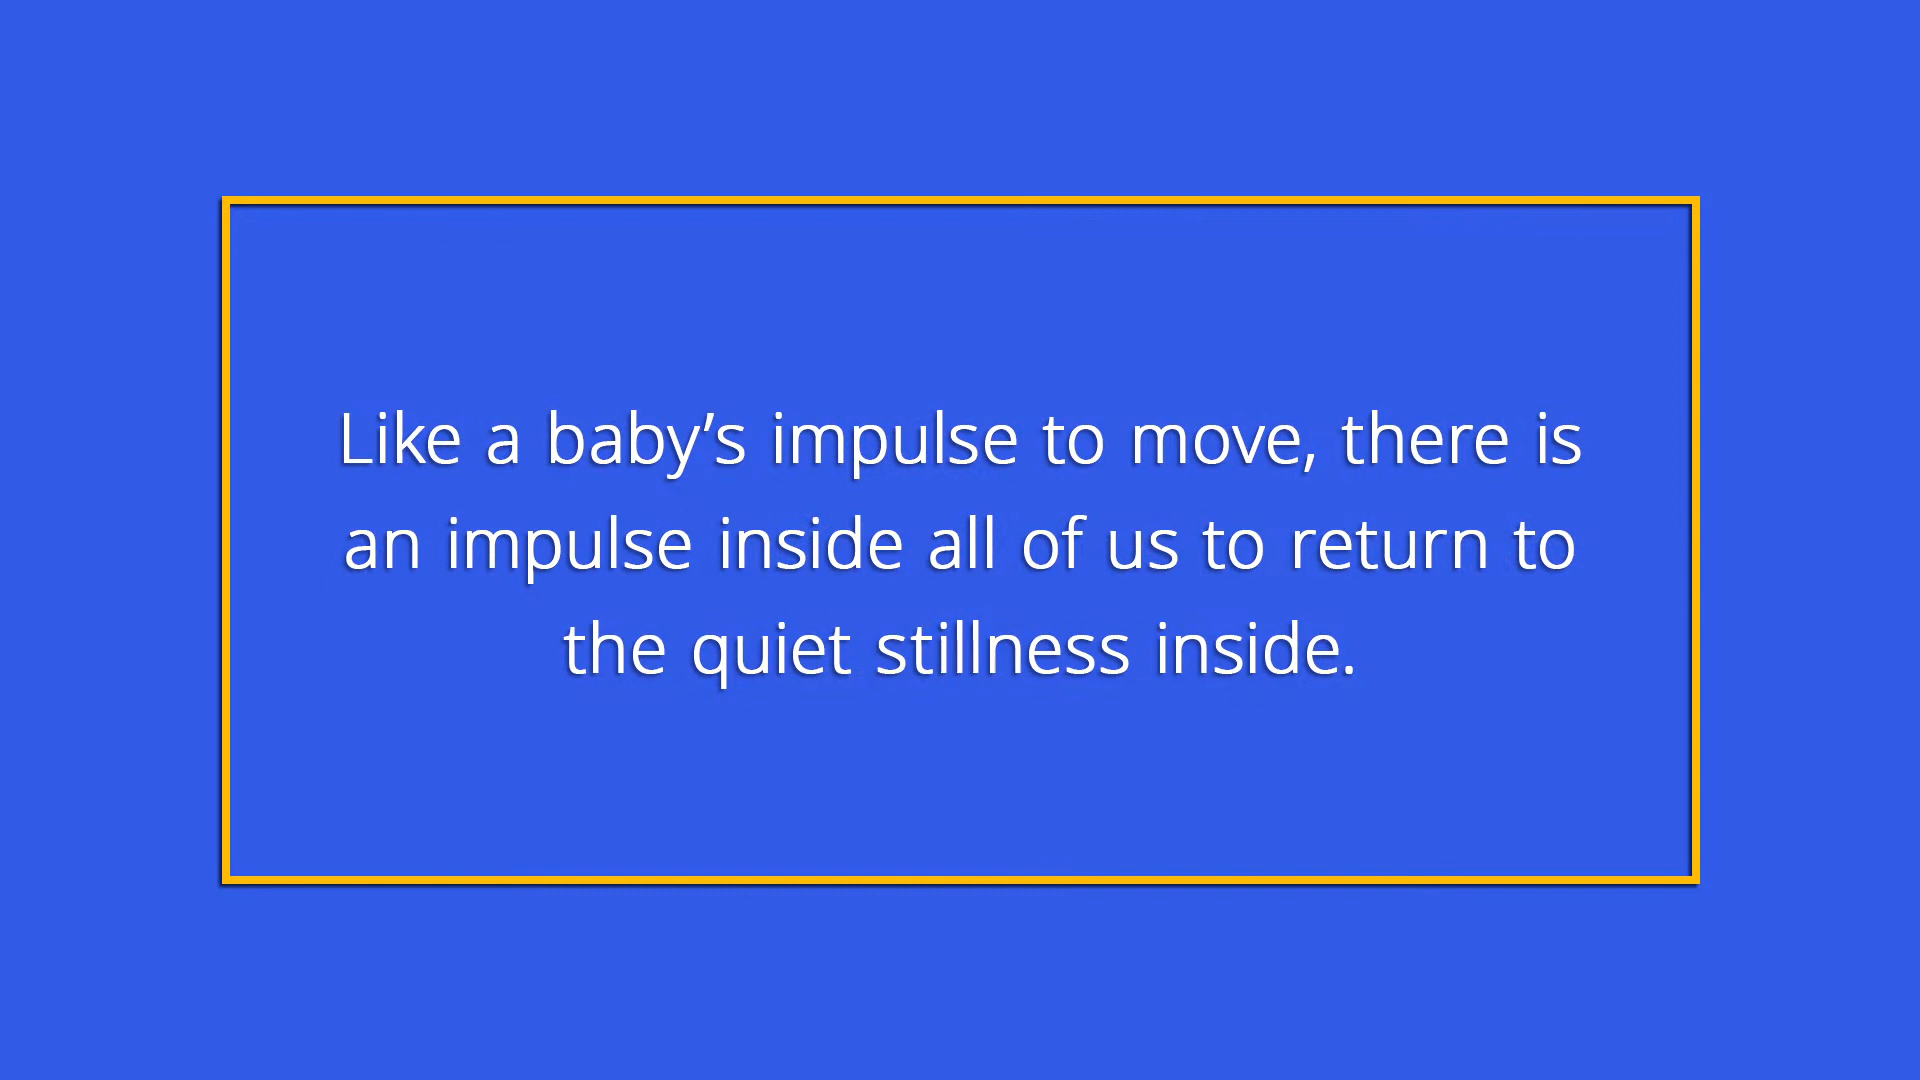 Like a baby’s impulse to move, there is
an impulse inside all of us to return to
the quiet stillness inside.